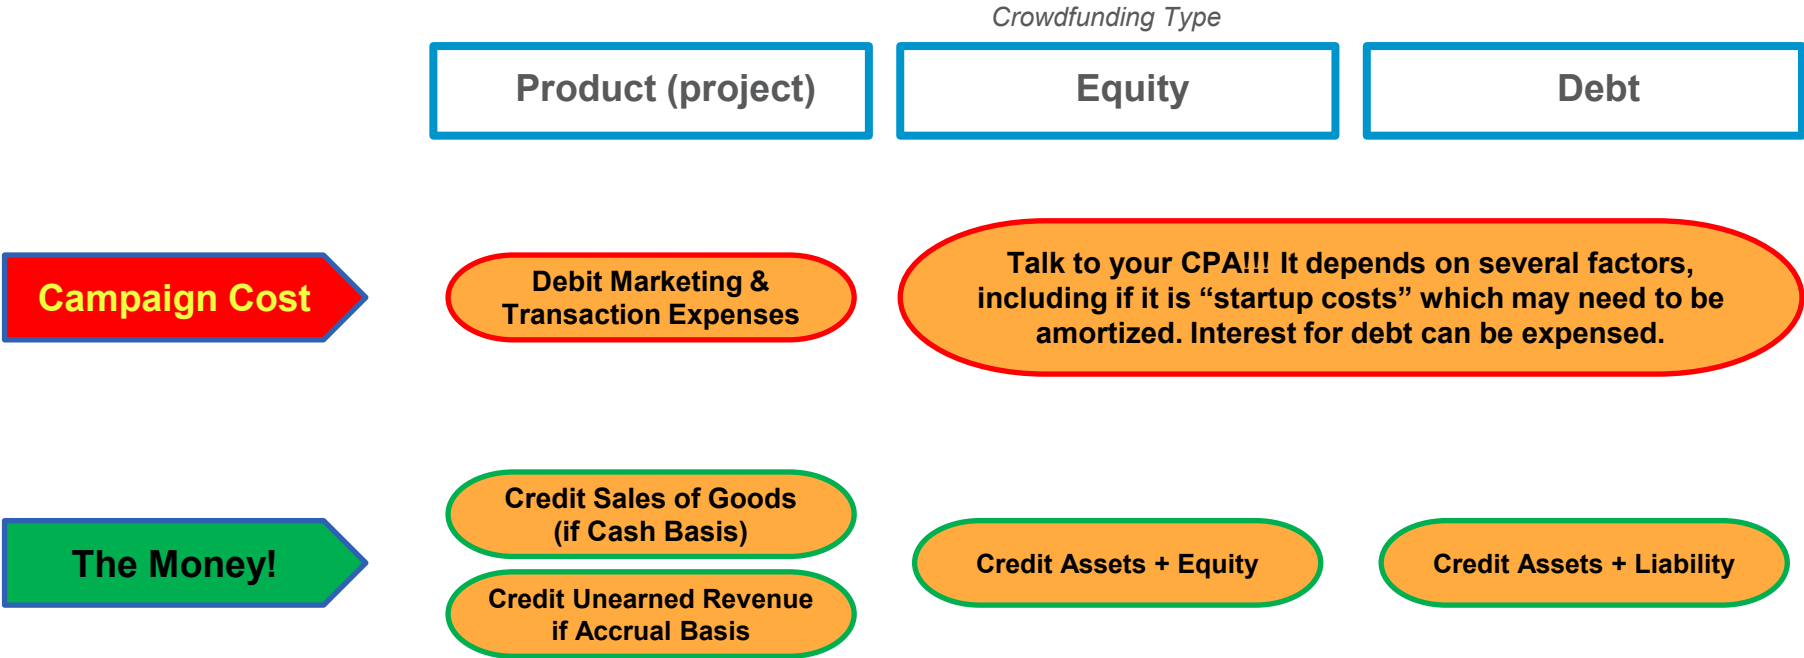 Crowdfunding Type
Product (project)
Equity
Debt
Campaign Cost
Debit Marketing &
Transaction Expenses
Talk to your CPA!!! It depends on several factors,
including if it is “startup costs” which may need to be
amortized. Interest for debt can be expensed.
The Money!
Credit Sales of Goods
(if Cash Basis)
Credit Unearned Revenue
if Accrual Basis
Credit Assets + Equity
Credit Assets + Liability